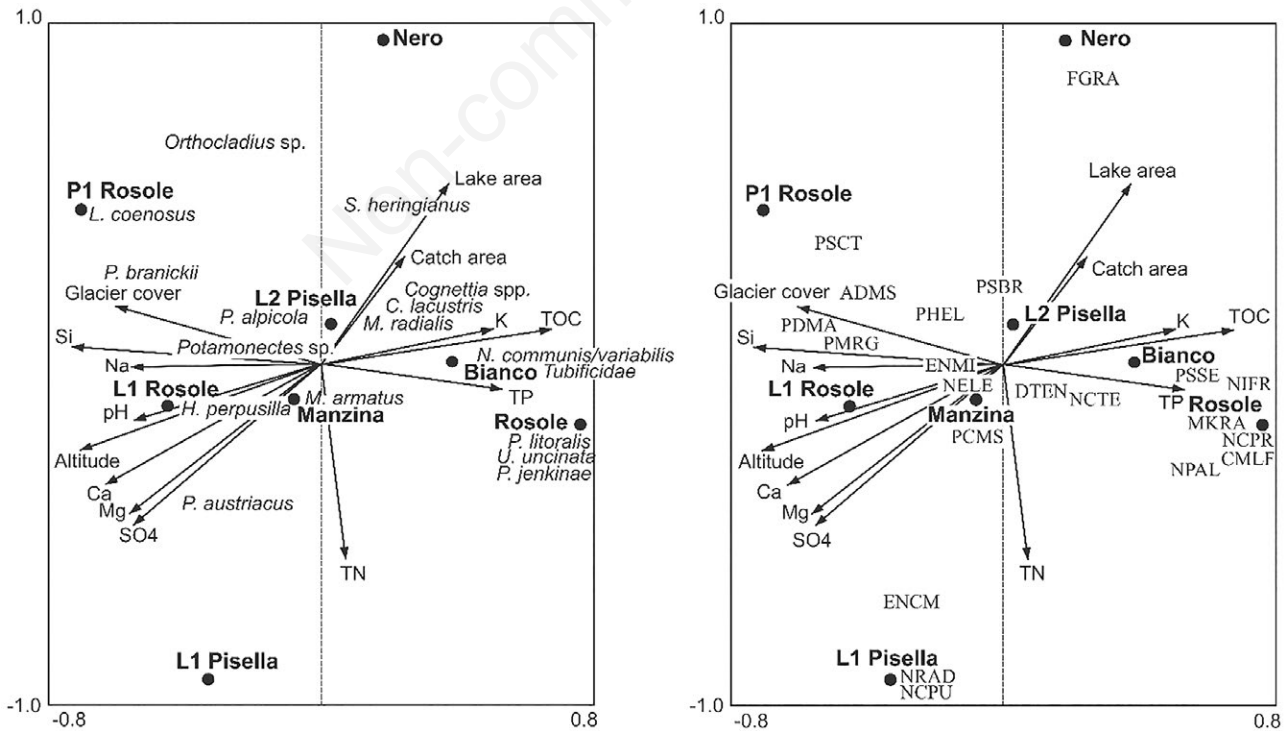 1.0
Nero
Orthocladius sp.
Lake area
P1 Rosole
L. coenosus
S. heringianus
Catch area
P. branickii
Glacier cover
L2 Pisella
Cognettia spp.
C. lacustris
P. alpicola
M. radialis
K
TOC
Si
Potamonectes sp.
Na
N. communis/variabilis
Bianco
Tubificidae
L1 Rosole
TP
pH
H. perpusilla
M. armatus
Manzina
Rosole
P. litoralis
Altitude
U. uncinata
P. jenkinae
Ca
Mg
P. austriacus
SO4
TN
L1 Pisella
-1.0
-0.8
0.8
1.0
Nero
FGRA
Lake area
P1 Rosole
PSCT
Catch area
PSBR
Glacier cover
ADMS
PHEL
L2 Pisella
K
TOC
Si
PDMA
PMRG
Bianco
Na
ENMI
PSSE
NELE
DTEN
NCTE
TP
NIFR
L1 Rosole
Manzina
Rosole
pH
MKRA
PCMS
NCPR
Altitude
CMLF
NPAL
Ca
Mg
SO4
TN
ENCM
L1 Pisella
NRAD
NCPU
-1.0
-0.8
0.8